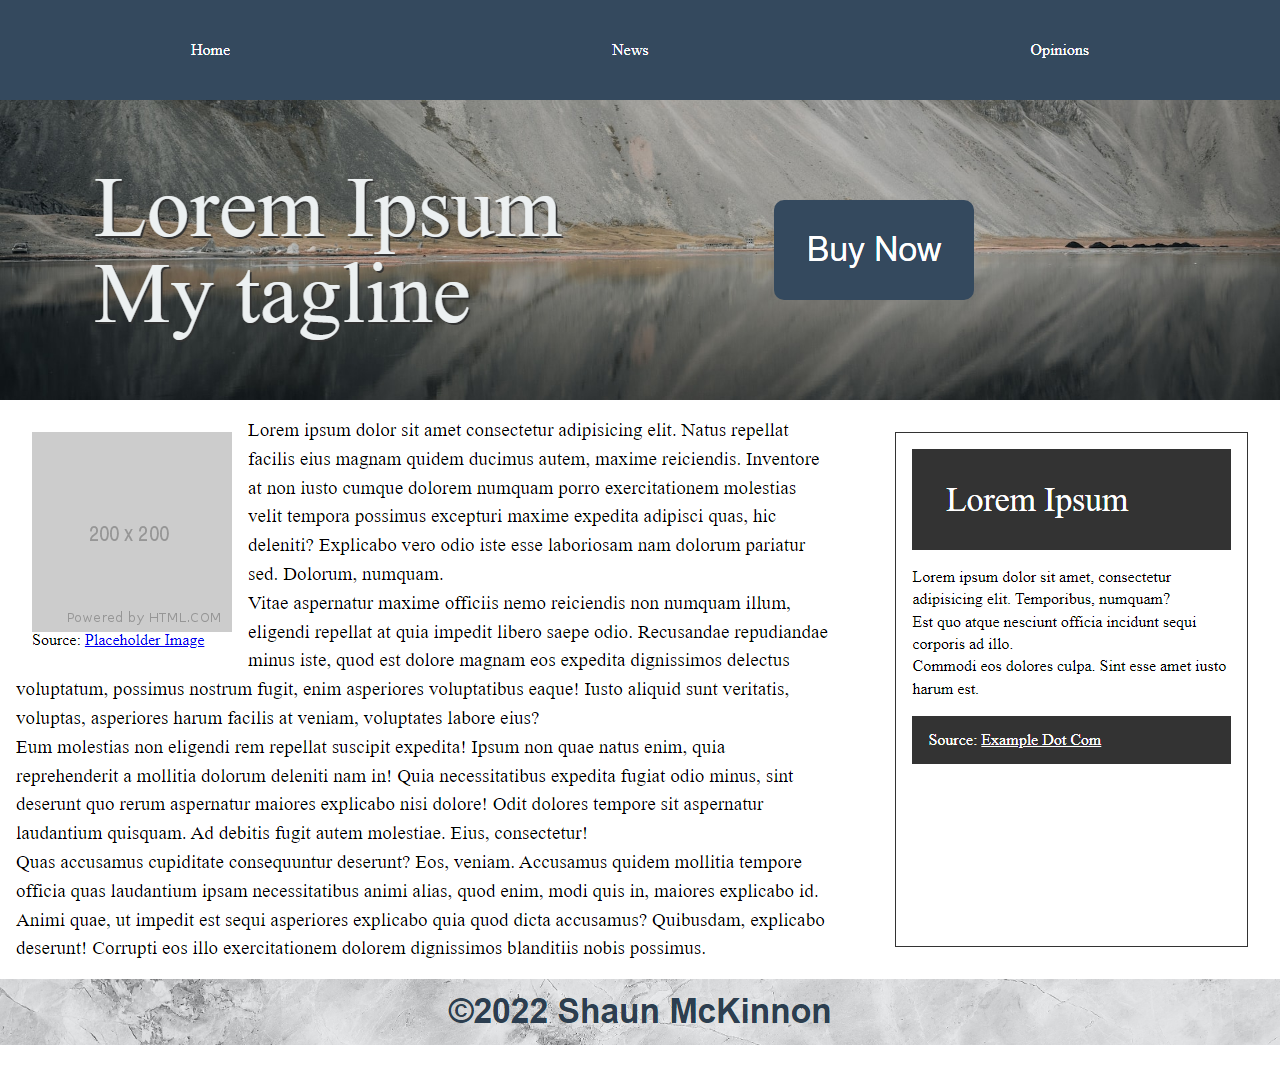 Home
News
Opinions
Lorem Ipsum
My tagline
Buy Now
200 x 200
Powered by HTML.COM
Source: Placeholder Image
Lorem ipsum dolor sit amet consectetur adipisicing elit. Natus repellat
facilis eius magnam quidem ducimus autem, maxime reiciendis. Inventore
at non iusto cumque dolorem numquam porro exercitationem molestias
velit tempora possimus excepturi maxime expedita adipisci quas, hic
deleniti? Explicabo vero odio iste esse laboriosam nam dolorum pariatur
sed. Dolorum, numquam.
Vitae aspernatur maxime officiis nemo reiciendis non numquam illum,
eligendi repellat at quia impedit libero saepe odio. Recusandae repudiandae
minus iste, quod est dolore magnam eos expedita dignissimos delectus
voluptatum, possimus nostrum fugit, enim asperiores voluptatibus eaque! Iusto aliquid sunt veritatis,
voluptas, asperiores harum facilis at veniam, voluptates labore eius?
Eum molestias non eligendi rem repellat suscipit expedita! Ipsum non quae natus enim, quia
reprehenderit a mollitia dolorum deleniti nam in! Quia necessitatibus expedita fugiat odio minus, sint
deserunt quo rerum aspernatur maiores explicabo nisi dolore! Odit dolores tempore sit aspernatur
laudantium quisquam. Ad debitis fugit autem molestiae. Eius, consectetur!
Quas accusamus cupiditate consequuntur deserunt? Eos, veniam. Accusamus quidem mollitia tempore
officia quas laudantium ipsam necessitatibus animi alias, quod enim, modi quis in, maiores explicabo id.
Animi quae, ut impedit est sequi asperiores explicabo quia quod dicta accusamus? Quibusdam, explicabo
deserunt! Corrupti eos illo exercitationem dolorem dignissimos blanditiis nobis possimus.
Lorem Ipsum
Lorem ipsum dolor sit amet, consectetur
adipisicing elit. Temporibus, numquam?
Est quo atque nesciunt officia incidunt sequi
corporis ad illo.
Commodi eos dolores culpa. Sint esse amet iusto
harum est.
Source: Example Dot Com
©2022 Shaun McKinnon